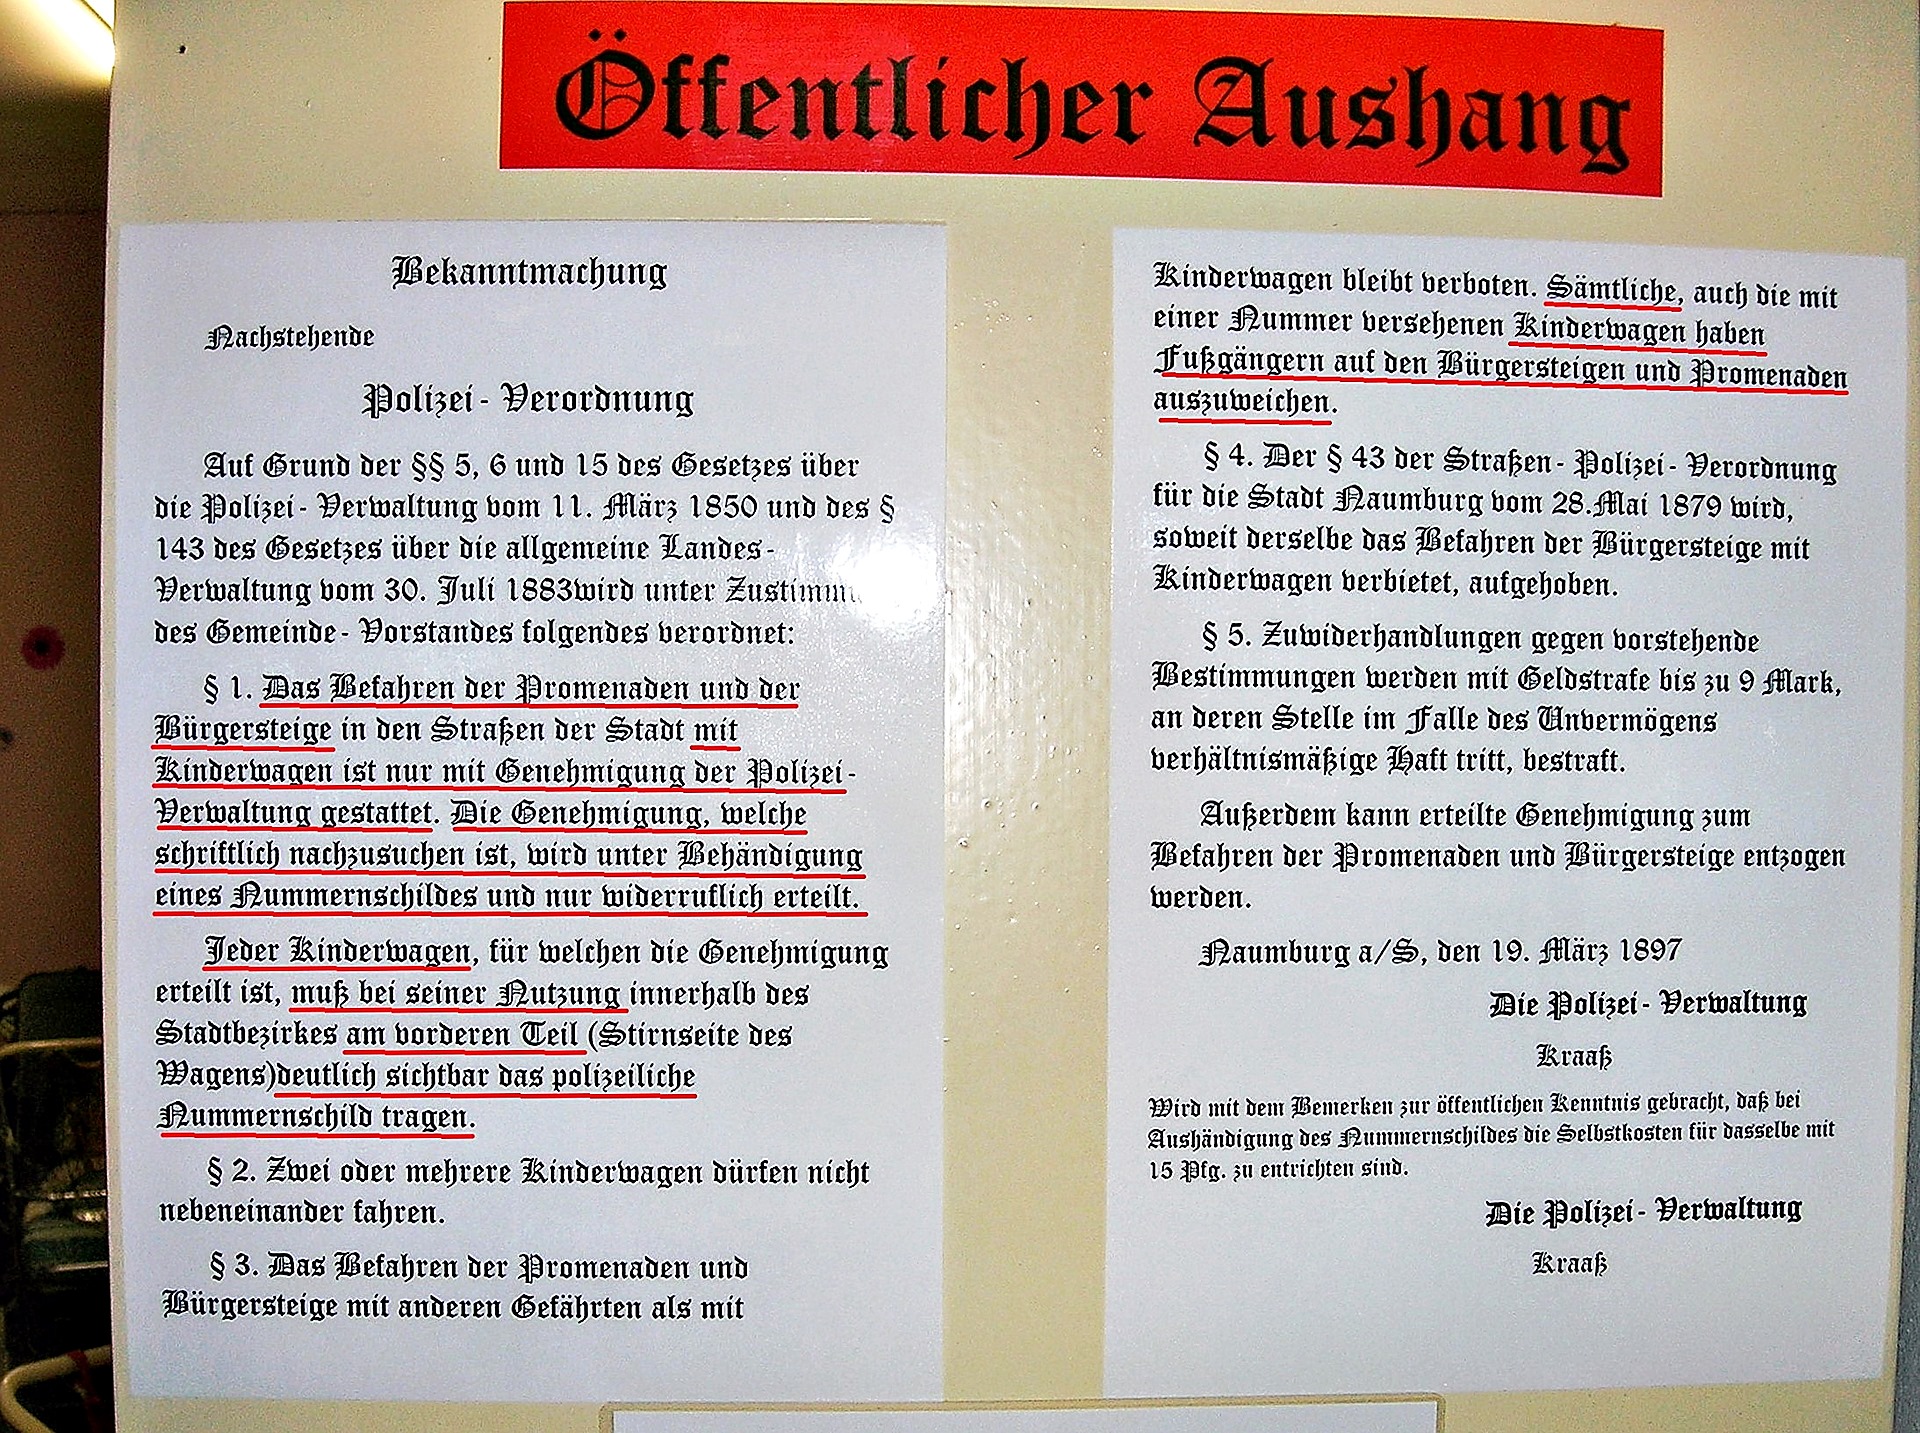 Öffentlicher Aushang
Bekanntmachung
Nachstehende
Polizei- Verordnung
Auf Grund der §§ 5, 6 und 15 des Gesetzes über
die Polizei- Verwaltung vom 11. März 1850 und des §
143 des Gesetzes über die allgemeine Landes-
Verwaltung vom 30. Juli 1883wird unter
des Gemeinde- Vorstandes folgendes verordnet:
§ 1. Das Befahren der Promenaden und der
Bürgersteige in den Straßen der Stadt mit
Kinderwagen ist nur mit Genehmigung der Polizei-
Verwaltung gestattet. Die Genehmigung, welche
schriftlich nachzusuchen ist, wird unter Behändigung
eines Nummernschildes und nur widerruflich erteilt.
Jeder Kinderwagen, für welchen die Genehmigung
erteilt ist, muß bei seiner Nutzung innerhalb des
Stadtbezirkes am vorderen Teil (Stirnseite des
Wagens)deutlich sichtbar das polizeiliche
Nummernschild tragen.
§ 2. Zwei oder mehrere Kinderwagen dürfen nicht
nebeneinander fahren.
§ 3. Das Befahren der Promenaden und
Bürgersteige mit anderen Gefährten als mit
Kinderwagen bleibt verboten. Sämtliche, auch die mit
einer Nummer versehenen Kinderwagen haben
Fußgängern auf den Bürgersteigen und Promenaden
auszuweichen.
§ 4. Der § 43 der Straßen- Polizei- Verordnung
für die Stadt Naumburg vom 28.Mai 1879 wird,
soweit derselbe das Befahren der Bürgersteige mit
Kinderwagen verbietet, aufgehoben.
§ 5. Zuwiderhandlungen gegen vorstehende
Bestimmungen werden mit Geldstrafe bis zu 9 Mark,
an deren Stelle im Falle des Unvermögens
verhältnismäßige Haft tritt, bestraft.
Außerdem kann erteilte Genehmigung zum
Befahren der Promenaden und Bürgersteige entzogen
werden.
Naumburg a/S, den 19. März 1897
Die Polizei- Verwaltung
Kraaß
Wird mit dem Bemerken zur öffentlichen Kenntnis gebracht, daß bei
Aushändigung des Nummernschildes die Selbstkosten für dasselbe mit
15 Pfg. zu entrichten sind.
Die Polizei- Verwaltung
Kraaß